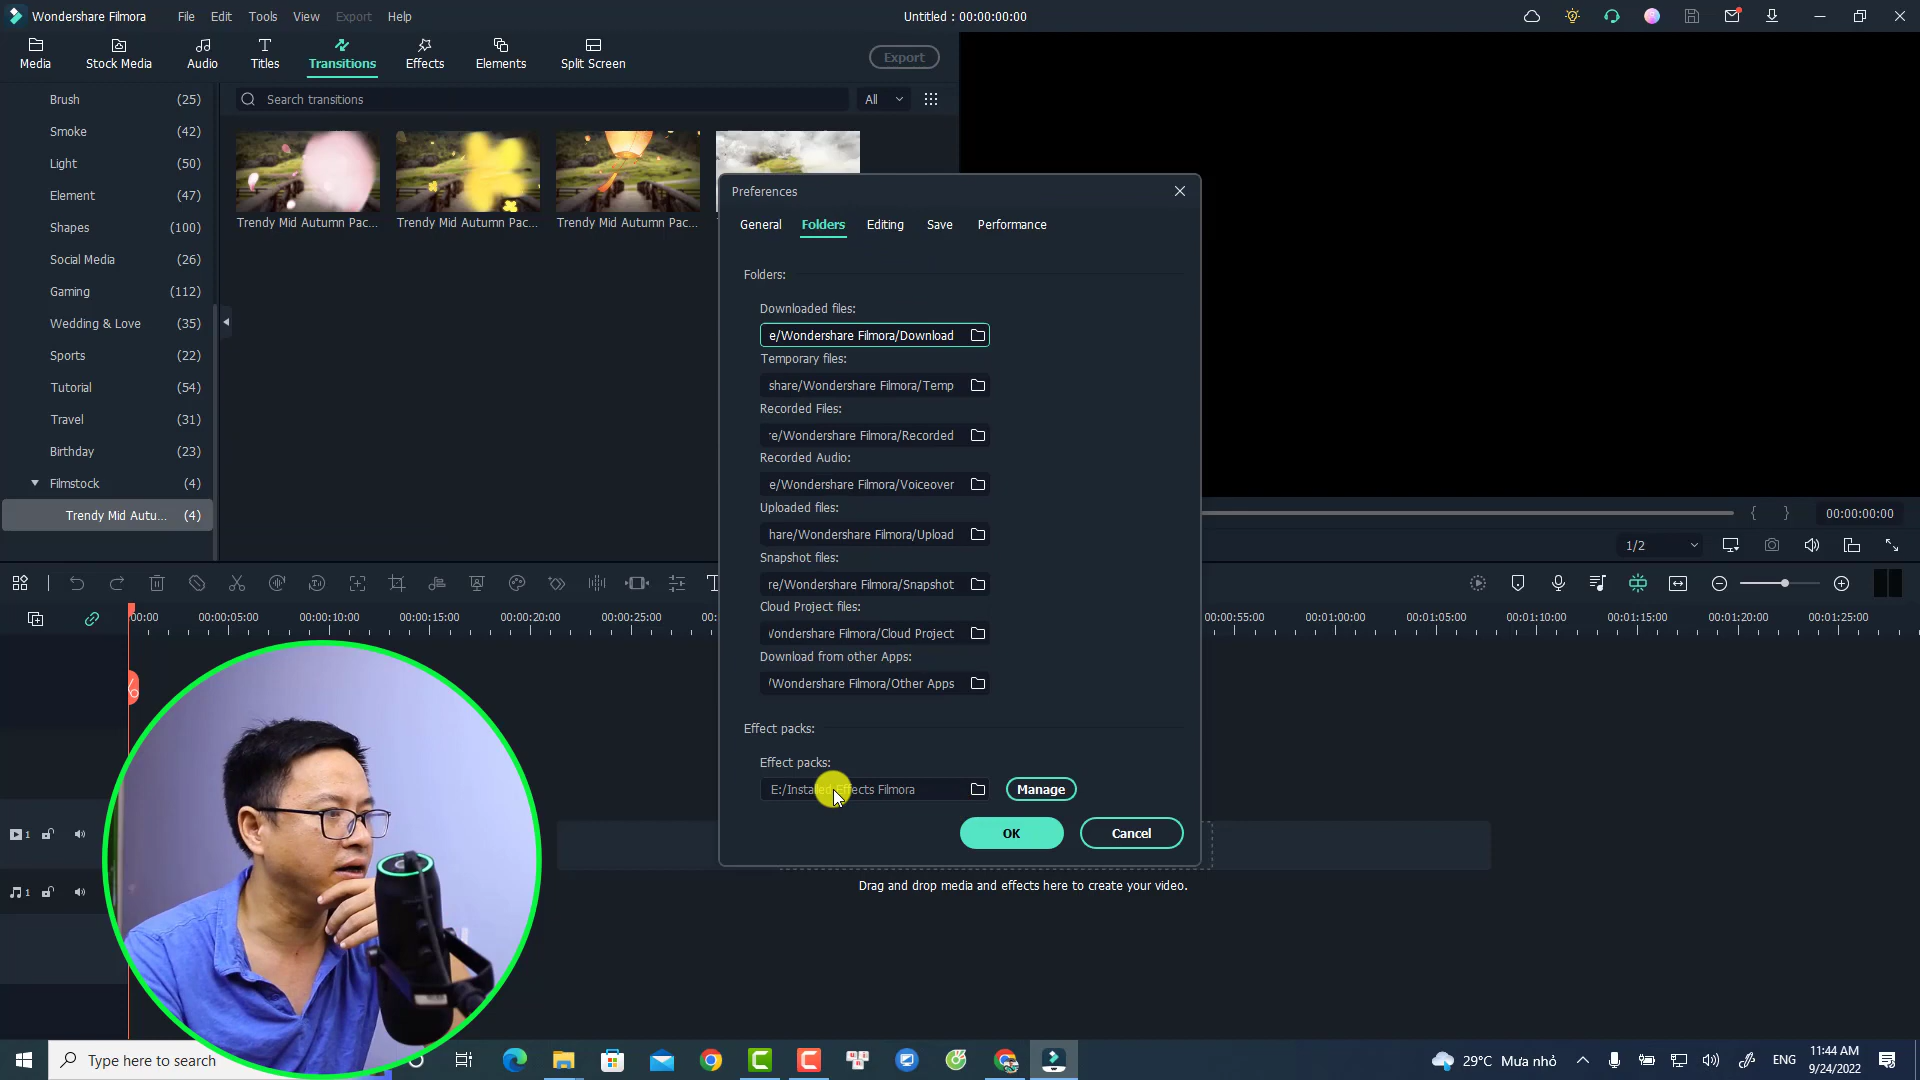 Wondershare Filmora File Edit Tools View Export Help Untitled : 00:00:00:00
Media Stock Media Audio Titles Transitions Effects Elements Split Screen Export
Brush (25)
Smoke (42)
Light (50)
Element (47)
Shapes (100)
Social Media (26)
Gaming (112)
Wedding & Love (35)
Sports (22)
Tutorial (54)
Travel (31)
Birthday (23)
Filmstock (4)
Trendy Mid Autu... (4)
Search transitions All
Trendy Mid Autumn Pac... Trendy Mid Autumn Pac... Trendy Mid Autumn Pac...
Preferences
General Folders Editing Save Performance
Folders:
Downloaded files:
e/Wondershare Filmora/Download
Temporary files:
share/Wondershare Filmora/Temp
Recorded Files:
re/Wondershare Filmora/Recorded
Recorded Audio:
e/Wondershare Filmora/Voiceover
Uploaded files:
hare/Wondershare Filmora/Upload
Snapshot files:
re/Wondershare Filmora/Snapshot
Cloud Project files:
Wondershare Filmora/Cloud Project
Download from other Apps:
/Wondershare Filmora/Other Apps
Effect packs:
Effect packs:
E:/Installed Effects Filmora Manage
OK Cancel
{ } 00:00:00:00
1/2
00:00 00:00:05:00 00:00:10:00 00:00:15:00 00:00:20:00 00:00:25:00 00: 00:00:55:00 00:01:00:00 00:01:05:00 00:01:10:00 00:01:15:00 00:01:20:00 00:01:25:00
1
1
Drag and drop media and effects here to create your video.
Type here to search 29°C Mưa nhỏ ENG 11:44 AM
9/24/2022